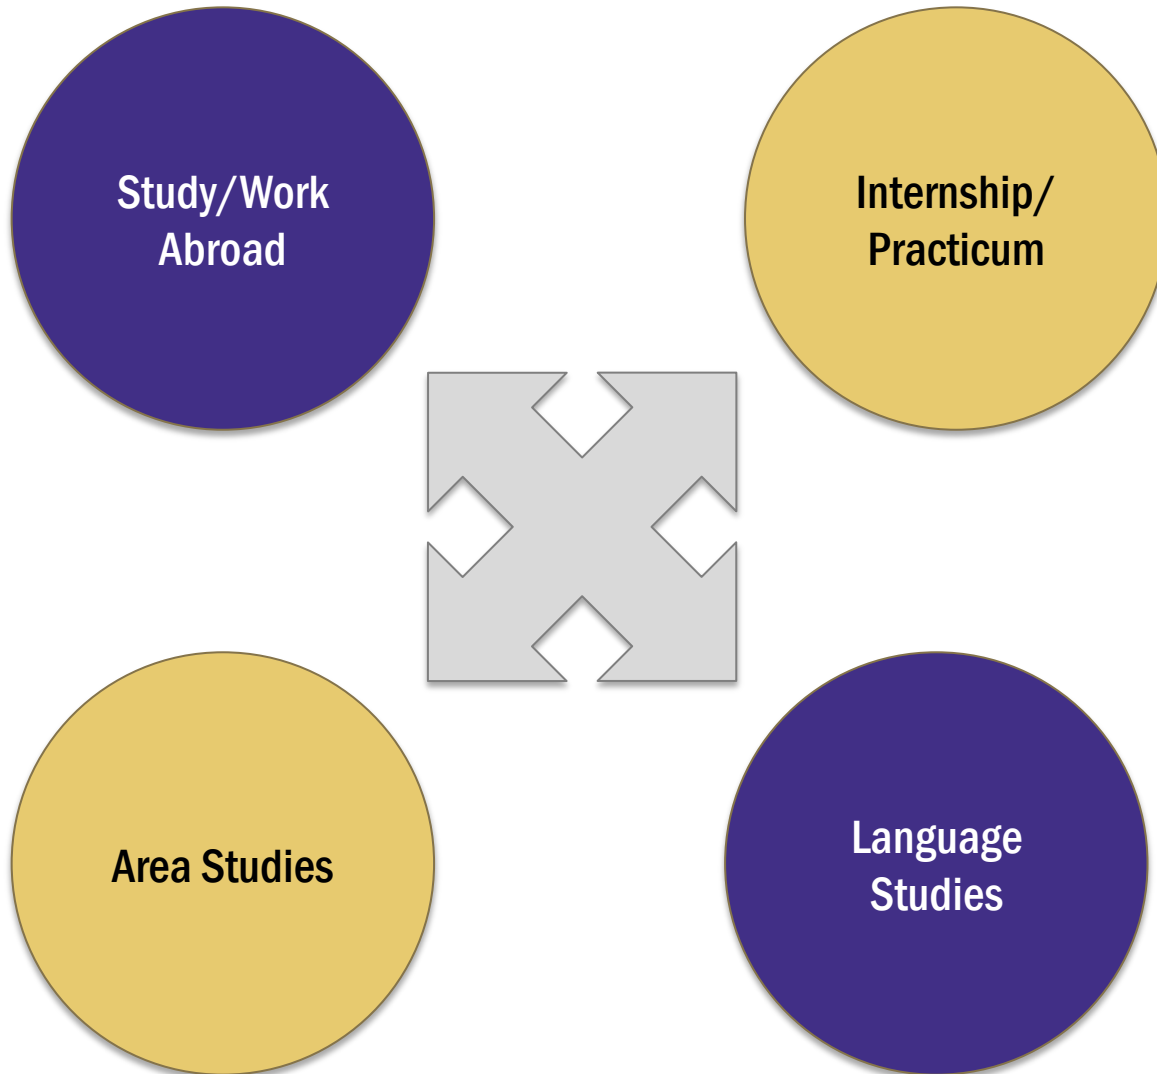 Study/Work
Abroad
Internship/
Practicum
Area Studies
Language
Studies